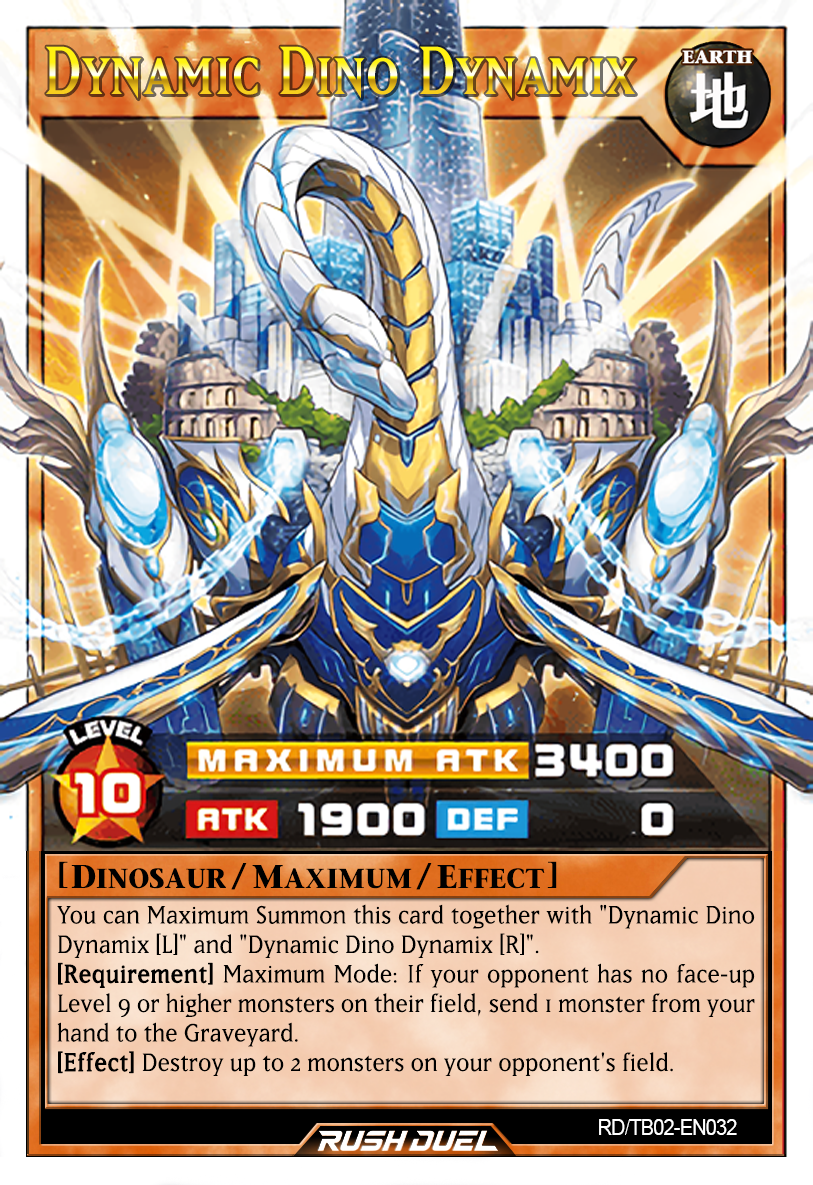 DYNAMIC DINO DYNAMIX
EARTH
地
LEVEL
10
MAXIMUM ATK 3400
ATK 1900 DEF 0
[DINOSAUR / MAXIMUM / EFFECT]
You can Maximum Summon this card together with "Dynamic Dino
Dynamix [L]" and "Dynamic Dino Dynamix [R]".
[Requirement] Maximum Mode: If your opponent has no face-up
Level 9 or higher monsters on their field, send 1 monster from your
hand to the Graveyard.
[Effect] Destroy up to 2 monsters on your opponent's field.
RD/TB02-EN032
RUSH DUEL